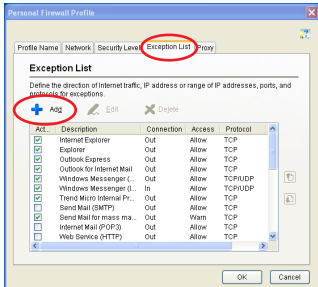 Personal Firewall Profile
Profile Name Network Security Level Exception List Proxy
Exception List
Define the direction of Internet traffic, IP address or range of IP addresses, ports, and
protocols for exceptions.
Add Edit Delete
Act... Description Connection Access Protocol
Internet Explorer Out Allow TCP
Explorer Out Allow TCP
Outlook Express Out Allow TCP
Outlook for Internet Mail Out Allow TCP
Windows Messenger (... Out Allow TCP/UDP
Windows Messenger (I... In Allow TCP/UDP
Trend Micro Internal Pr... Out Allow TCP
Send Mail (SMTP) Out Allow TCP
Send Mail for mass ma... Out Warn TCP
Internet Mail (POP3) Out Allow TCP
Web Service (HTTP) Out Allow TCP
OK Cancel